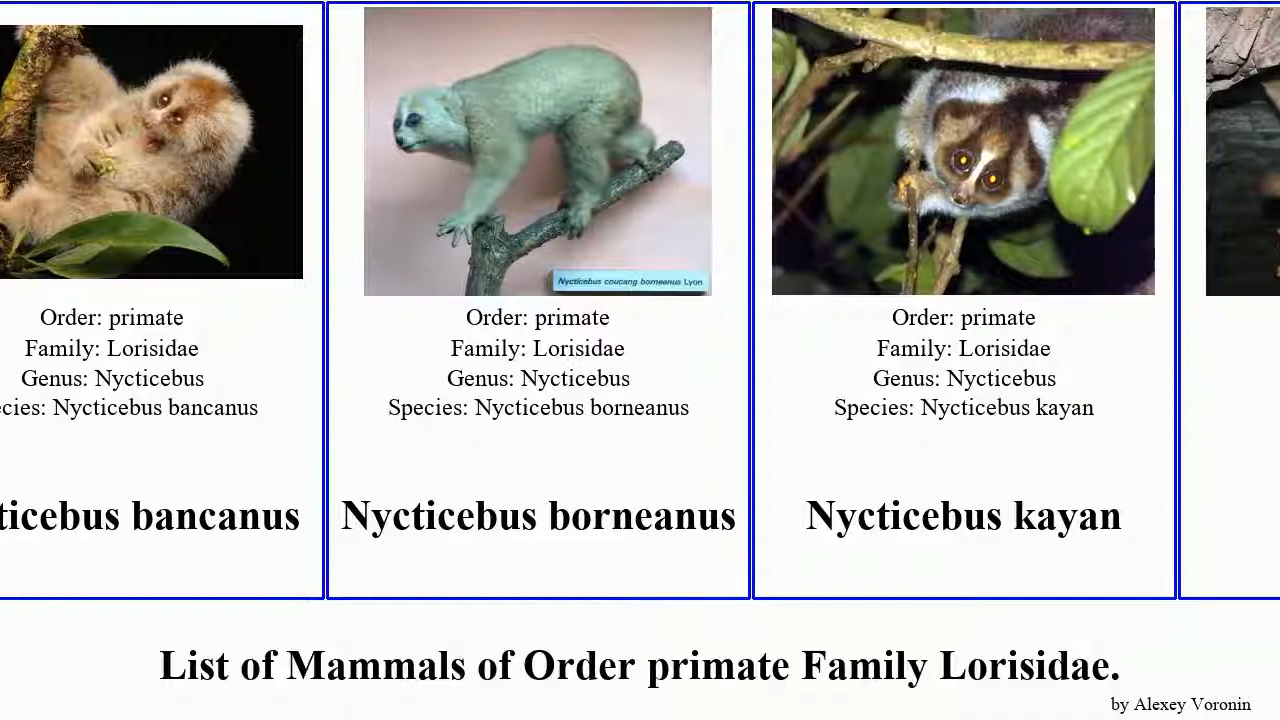 Nycticebus coucang borneanus Lyon
Order: primate
Family: Lorisidae
Genus: Nycticebus
cies: Nycticebus bancanus
ticebus bancanus
Order: primate
Family: Lorisidae
Genus: Nycticebus
Species: Nycticebus borneanus
Nycticebus borneanus
Order: primate
Family: Lorisidae
Genus: Nycticebus
Species: Nycticebus kayan
Nycticebus kayan
List of Mammals of Order primate Family Lorisidae.
by Alexey Voronin